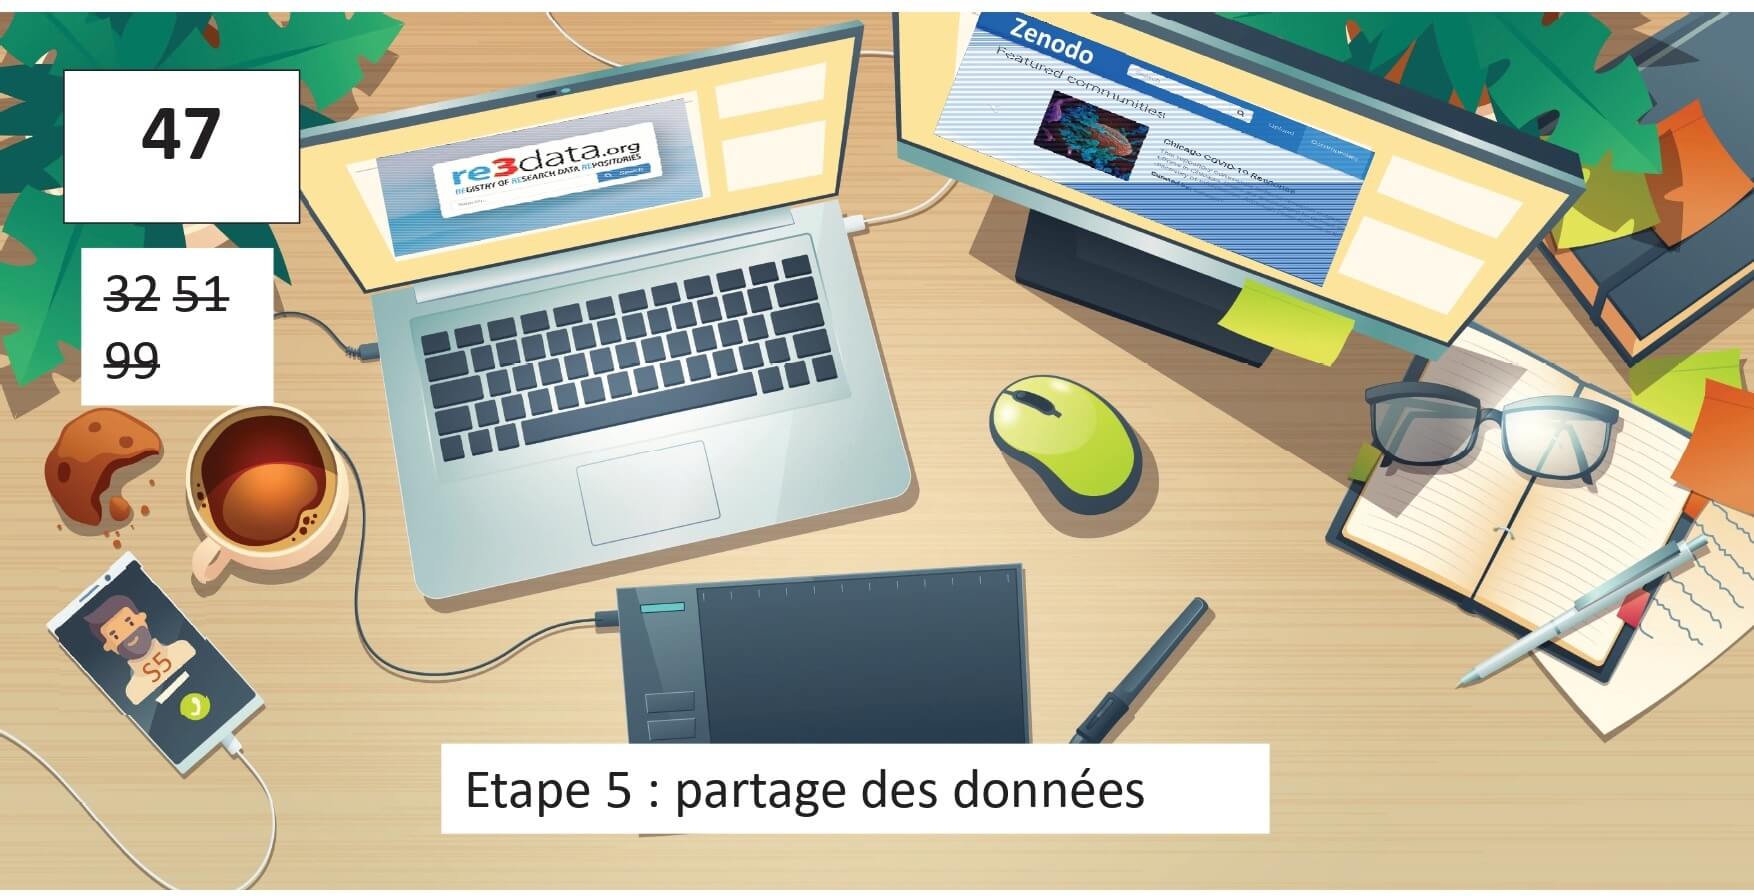 47
32 51
99
re3data.org
REGISTRY OF RESEARCH DATA REPOSITORIES
Search
Zenodo
Featured communities
Upload
Communities
Chicago COVID-19 Response
S5
Etape 5 : partage des données